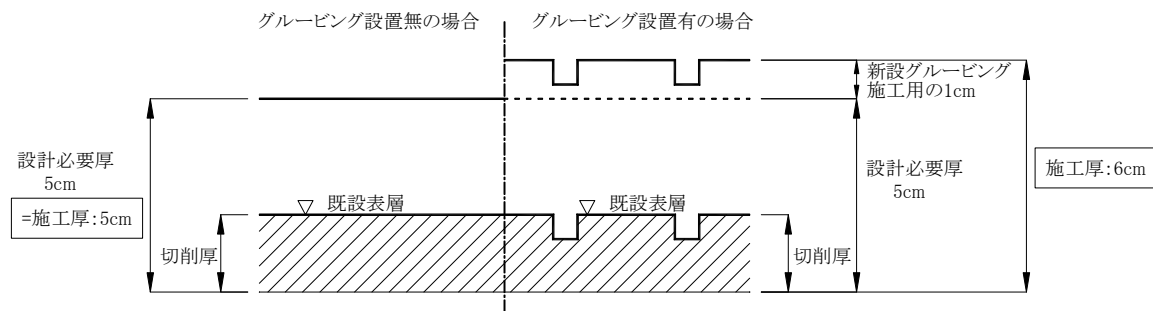 グルービング設置無の場合
グルービング設置有の場合
新設グルービング
施工用の1cm
設計必要厚
5cm
=施工厚:5cm
設計必要厚
5cm
施工厚:6cm
既設表層
既設表層
切削厚
切削厚